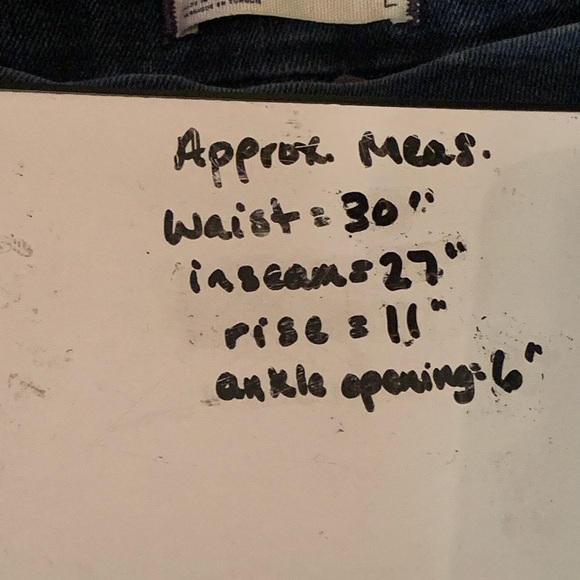 L
Approx. Meas.
Waist = 30"
inseam = 27"
rise = 11"
ankle opening = 6"